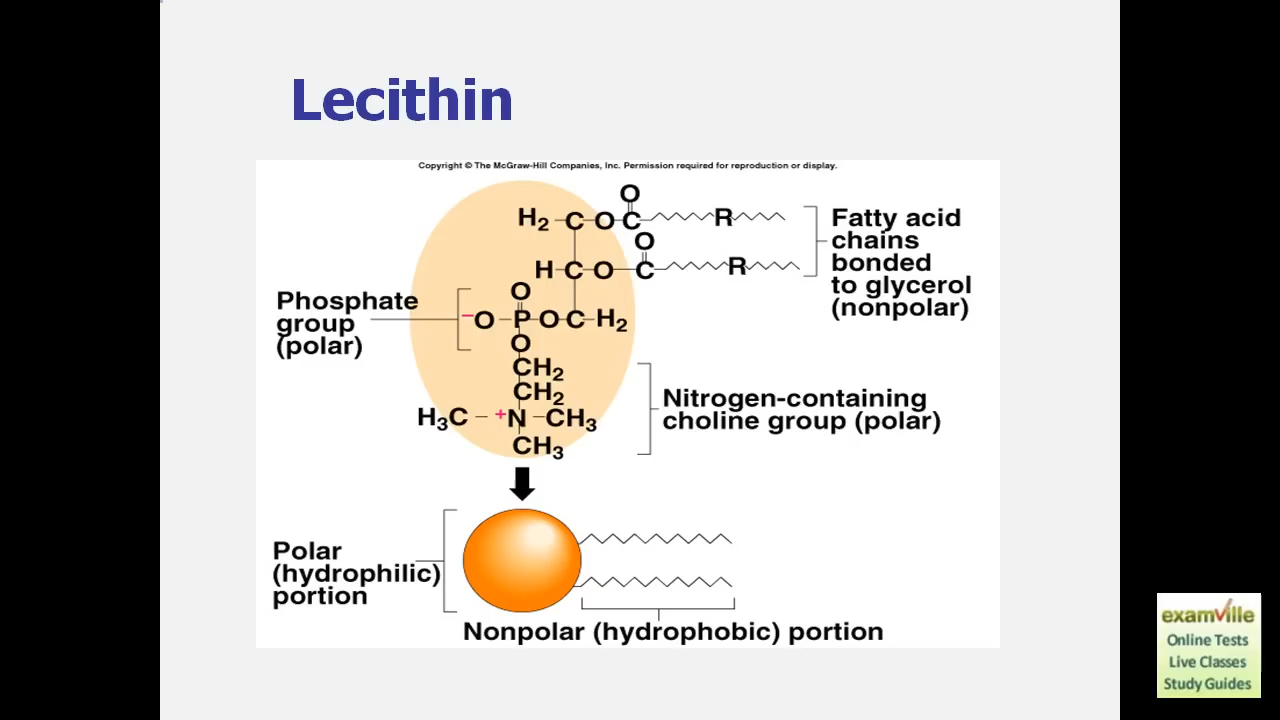 Lecithin
Copyright © The McGraw-Hill Companies, Inc. Permission required for reproduction or display.
O
H2 C O C R
O
H C O C R
Fatty acid
chains
bonded
to glycerol
(nonpolar)
Phosphate
group
(polar)
O
−O P O C H2
O
CH2
CH2
H3C +N CH3
CH3
Nitrogen-containing
choline group (polar)
Polar
(hydrophilic)
portion
Nonpolar (hydrophobic) portion
examville
Online Tests
Live Classes
Study Guides